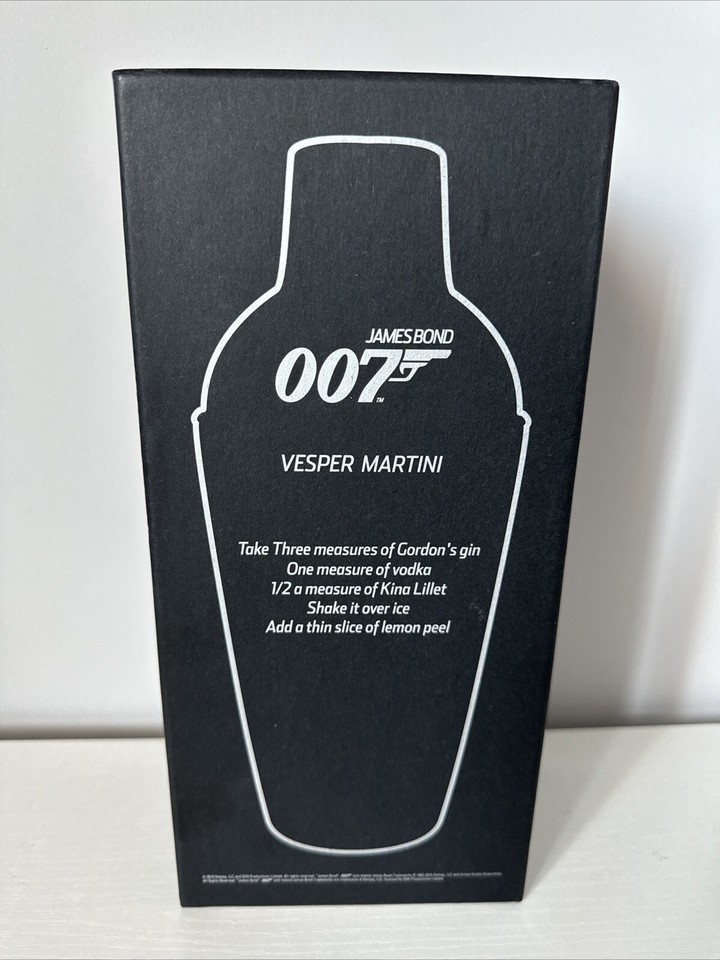 JAMES BOND
007
TM
VESPER MARTINI
Take Three measures of Gordon's gin
One measure of vodka
1/2 a measure of Kina Lillet
Shake it over ice
Add a thin slice of lemon peel